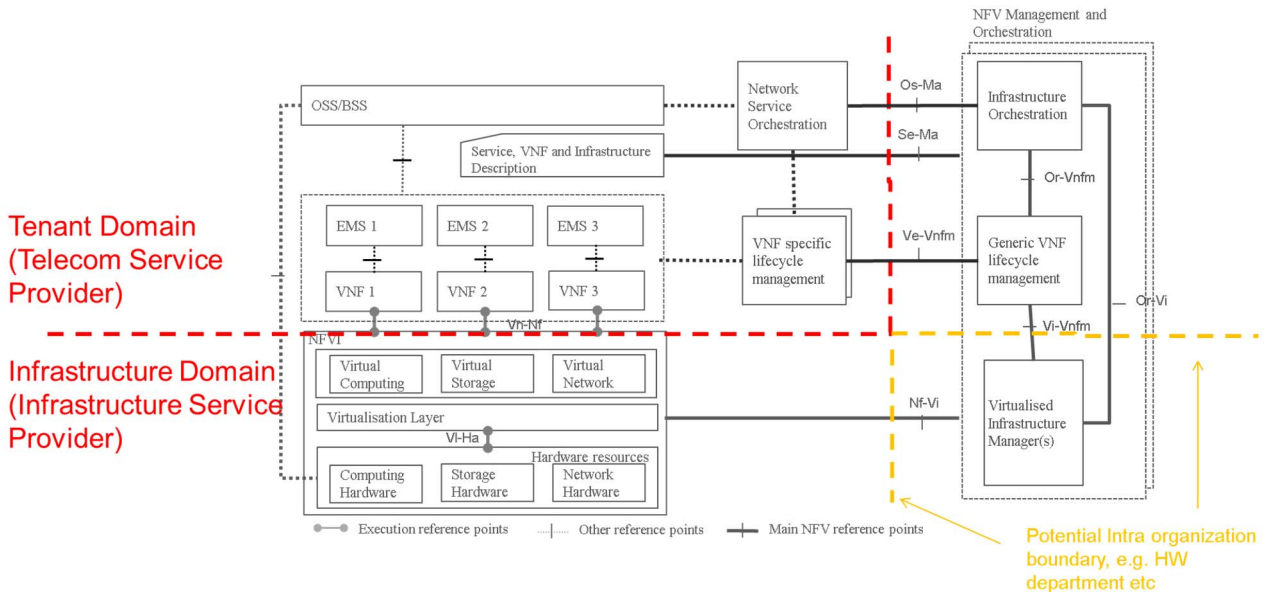 NFV Management and
Orchestration
OSS/BSS
Network
Service
Orchestration
Os-Ma
Infrastructure
Orchestration
Se-Ma
Service, VNF and Infrastructure
Description
Or-Vnfm
Tenant Domain
(Telecom Service
Provider)
EMS 1
EMS 2
EMS 3
VNF specific
lifecycle
management
Ve-Vnfm
Generic VNF
lifecycle
management
VNF 1
VNF 2
VNF 3
Or-Vi
Vn-Nf
Vi-Vnfm
NFVI
Infrastructure Domain
(Infrastructure Service
Provider)
Virtual
Computing
Virtual
Storage
Virtual
Network
Virtualisation Layer
Nf-Vi
Virtualised
Infrastructure
Manager(s)
Vl-Ha
Hardware resources
Computing
Hardware
Storage
Hardware
Network
Hardware
Execution reference points
Other reference points
Main NFV reference points
Potential Intra organization
boundary, e.g. HW
department etc